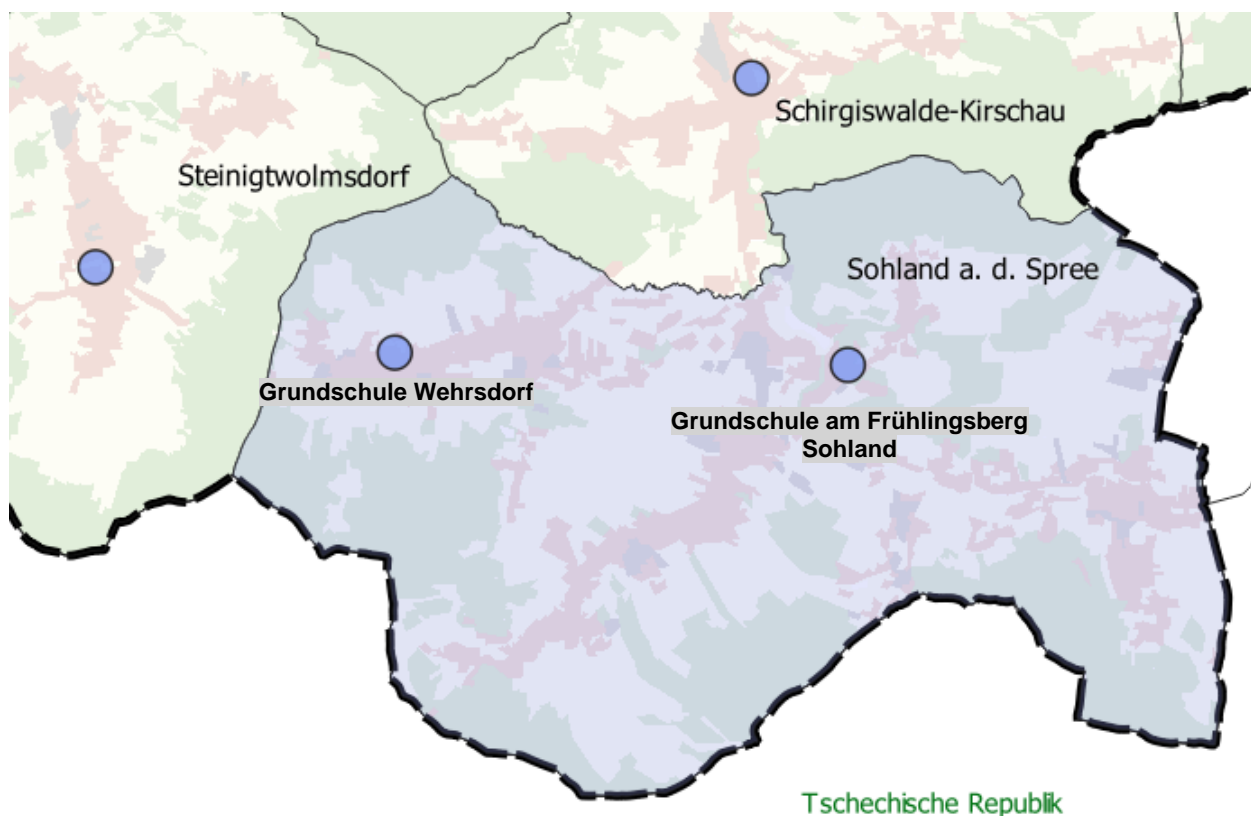 Schirgiswalde-Kirschau
Steinigtwolmsdorf
Sohland a. d. Spree
Grundschule Wehrsdorf
Grundschule am Frühlingsberg
Sohland
Tschechische Republik